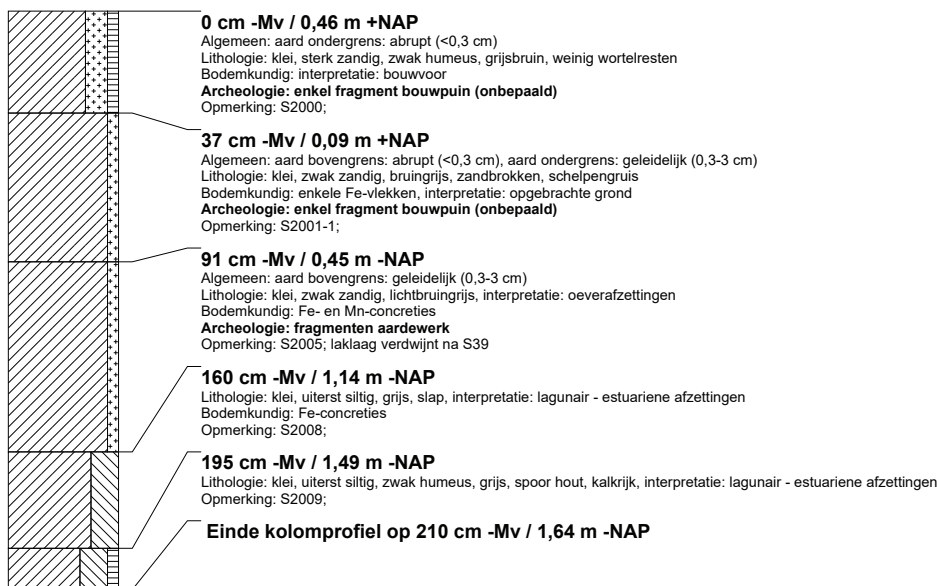 0 cm -Mv / 0,46 m +NAP
Algemeen: aard ondergrens: abrupt (<0,3 cm)
Lithologie: klei, sterk zandig, zwak humeus, grijsbruin, weinig wortelresten
Bodemkundig: interpretatie: bouwvoor
Archeologie: enkel fragment bouwpuin (onbepaald)
Opmerking: S2000;
37 cm -Mv / 0,09 m +NAP
Algemeen: aard bovengrens: abrupt (<0,3 cm), aard ondergrens: geleidelijk (0,3-3 cm)
Lithologie: klei, zwak zandig, bruingrijs, zandbrokken, schelpengruis
Bodemkundig: enkele Fe-vlekken, interpretatie: opgebrachte grond
Archeologie: enkel fragment bouwpuin (onbepaald)
Opmerking: S2001-1;
91 cm -Mv / 0,45 m -NAP
Algemeen: aard bovengrens: geleidelijk (0,3-3 cm)
Lithologie: klei, zwak zandig, lichtbruingrijs, interpretatie: oeverafzettingen
Bodemkundig: Fe- en Mn-concreties
Archeologie: fragmenten aardewerk
Opmerking: S2005; laklaag verdwijnt na S39
160 cm -Mv / 1,14 m -NAP
Lithologie: klei, uiterst siltig, grijs, slap, interpretatie: lagunair - estuariene afzettingen
Bodemkundig: Fe-concreties
Opmerking: S2008;
195 cm -Mv / 1,49 m -NAP
Lithologie: klei, uiterst siltig, zwak humeus, grijs, spoor hout, kalkrijk, interpretatie: lagunair - estuariene afzettingen
Opmerking: S2009;
Einde kolomprofiel op 210 cm -Mv / 1,64 m -NAP